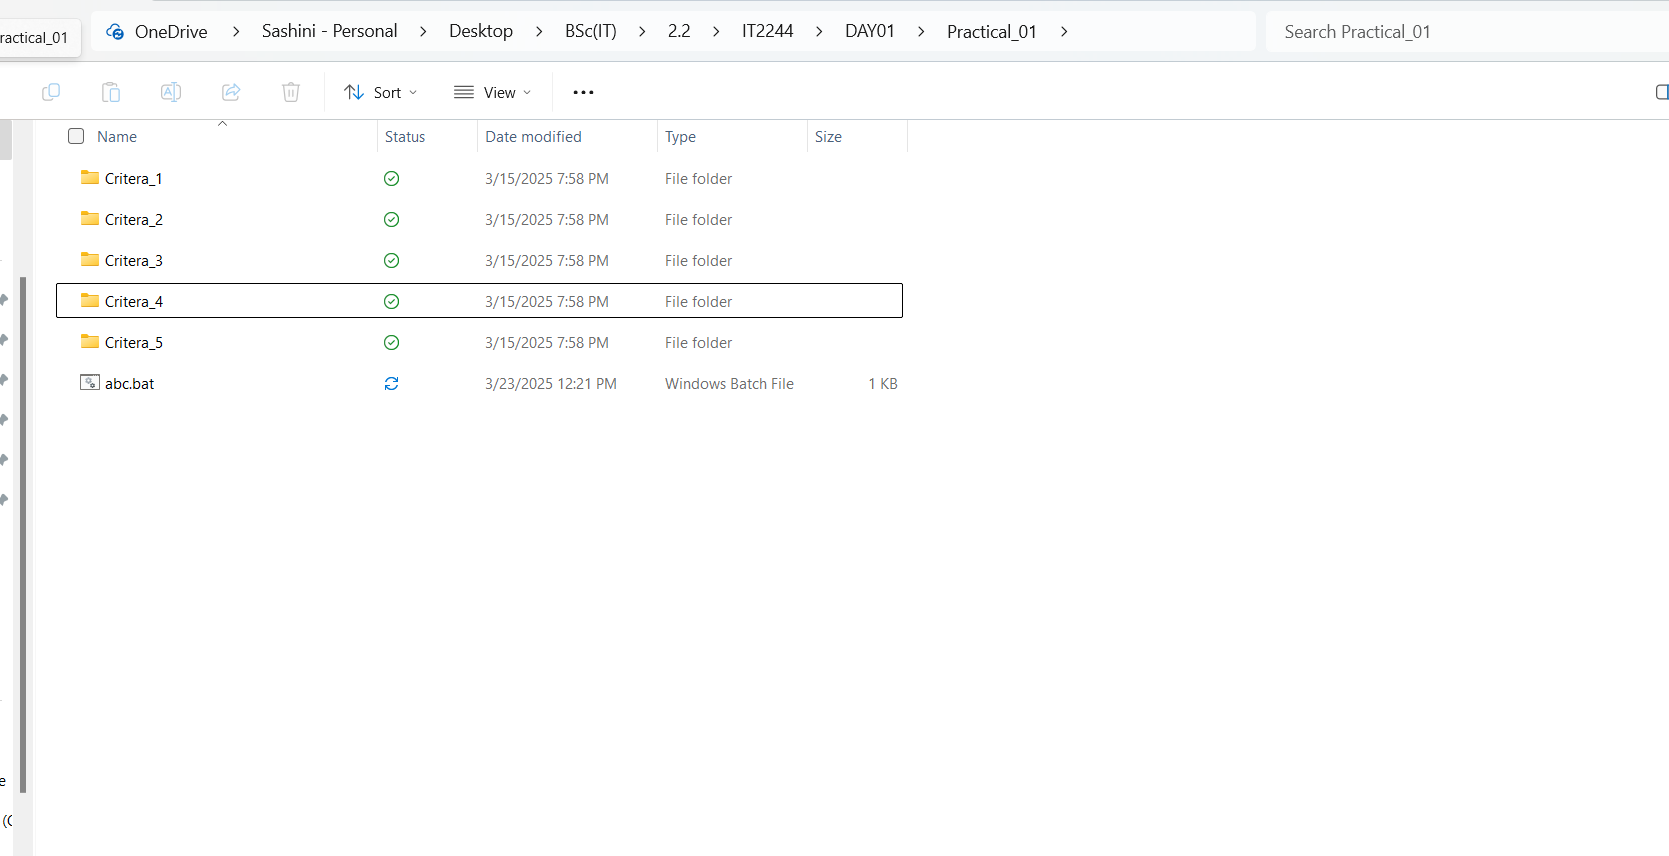 ractical_01
OneDrive > Sashini - Personal > Desktop > BSc(IT) > 2.2 > IT2244 > DAY01 > Practical_01 >
Search Practical_01
Sort
View
Name Status Date modified Type Size
Critera_1 3/15/2025 7:58 PM File folder
Critera_2 3/15/2025 7:58 PM File folder
Critera_3 3/15/2025 7:58 PM File folder
Critera_4 3/15/2025 7:58 PM File folder
Critera_5 3/15/2025 7:58 PM File folder
abc.bat 3/23/2025 12:21 PM Windows Batch File 1 KB
e
(C